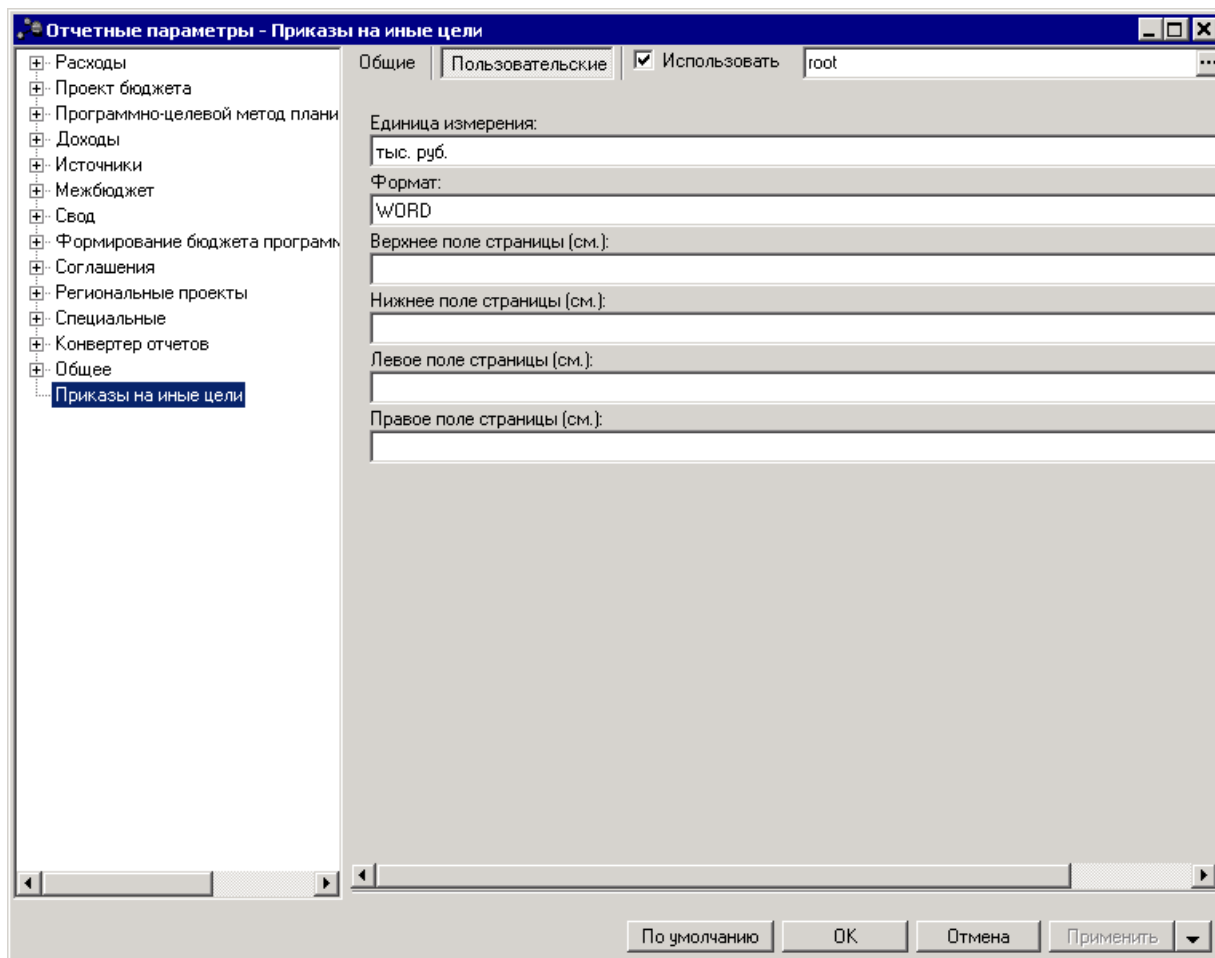 Отчетные параметры - Приказы на иные цели
Расходы
Проект бюджета
Программно-целевой метод плани
Доходы
Источники
Межбюджет
Свод
Формирование бюджета программ
Соглашения
Региональные проекты
Специальные
Конвертер отчетов
Общее
Приказы на иные цели
Общие Пользовательские Использовать root ...
Единица измерения:
тыс. руб.
Формат:
WORD
Верхнее поле страницы (см.):
Нижнее поле страницы (см.):
Левое поле страницы (см.):
Правое поле страницы (см.):
По умолчанию OK Отмена Применить